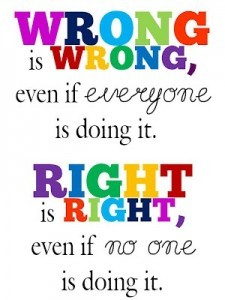 WRONG
is WRONG,
even if everyone
is doing it.
RIGHT
is RIGHT,
even if no one
is doing it.